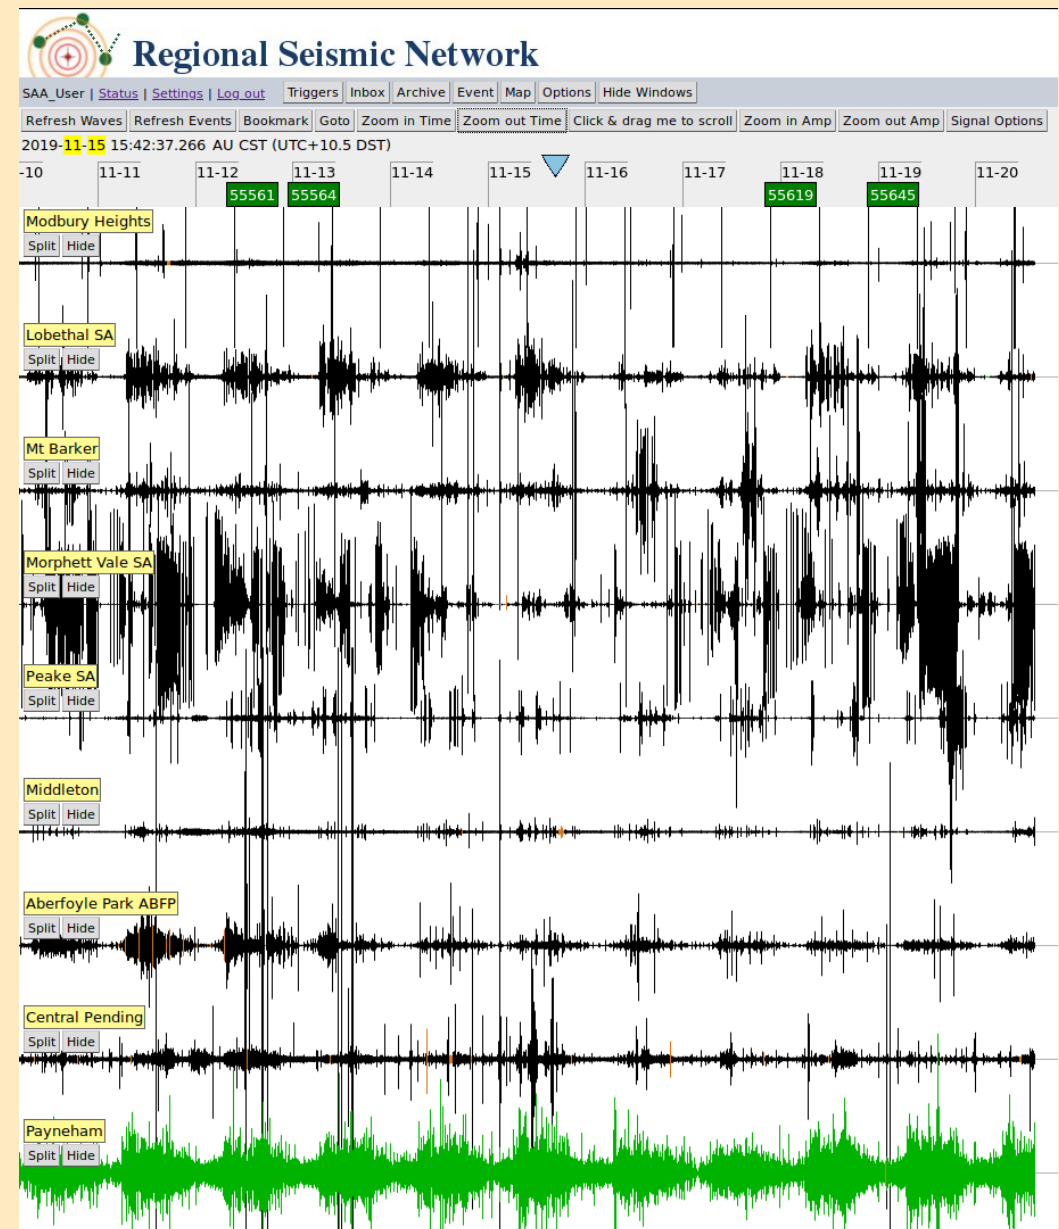 Regional Seismic Network
SAA_User | Status | Settings | Log out Triggers Inbox Archive Event Map Options Hide Windows
Refresh Waves Refresh Events Bookmark Goto Zoom in Time Zoom out Time Click & drag me to scroll Zoom in Amp Zoom out Amp Signal Options
2019-11-15 15:42:37.266 AU CST (UTC+10.5 DST)
-10 11-11 11-12 11-13 11-14 11-15 11-16 11-17 11-18 11-19 11-20
55561 55564 55619 55645
Modbury Heights
Split Hide
Lobethal SA
Split Hide
Mt Barker
Split Hide
Morphett Vale SA
Split Hide
Peake SA
Split Hide
Middleton
Split Hide
Aberfoyle Park ABFP
Split Hide
Central Pending
Split Hide
Payneham
Split Hide